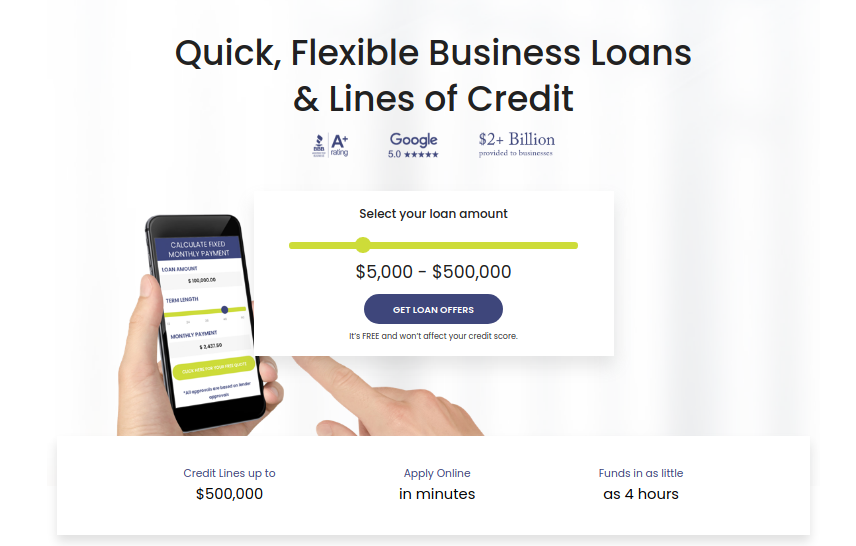 Quick, Flexible Business Loans
& Lines of Credit
BBB
A+
rating
Google
5.0 ★★★★★
$2+ Billion
provided to businesses
Select your loan amount
$5,000 - $500,000
GET LOAN OFFERS
It's FREE and won't affect your credit score.
CALCULATE FIXED
MONTHLY PAYMENT
LOAN AMOUNT
$ 100,000.00
TERM LENGTH
MONTHLY PAYMENT
$ 2,421.50
CLICK HERE FOR YOUR FREE QUOTE
*All approvals are based on lender
approvals
Credit Lines up to
$500,000
Apply Online
in minutes
Funds in as little
as 4 hours